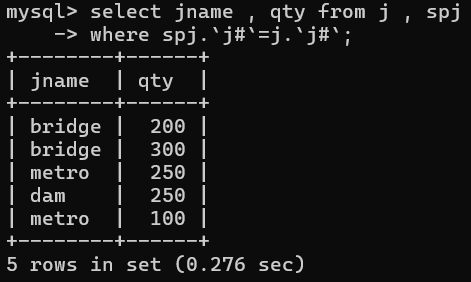 mysql> select jname , qty from j , spj
    -> where spj.`j#`=j.`j#`;
+--------+------+
| jname  | qty  |
+--------+------+
| bridge |  200 |
| bridge |  300 |
| metro  |  250 |
| dam    |  250 |
| metro  |  100 |
+--------+------+
5 rows in set (0.276 sec)